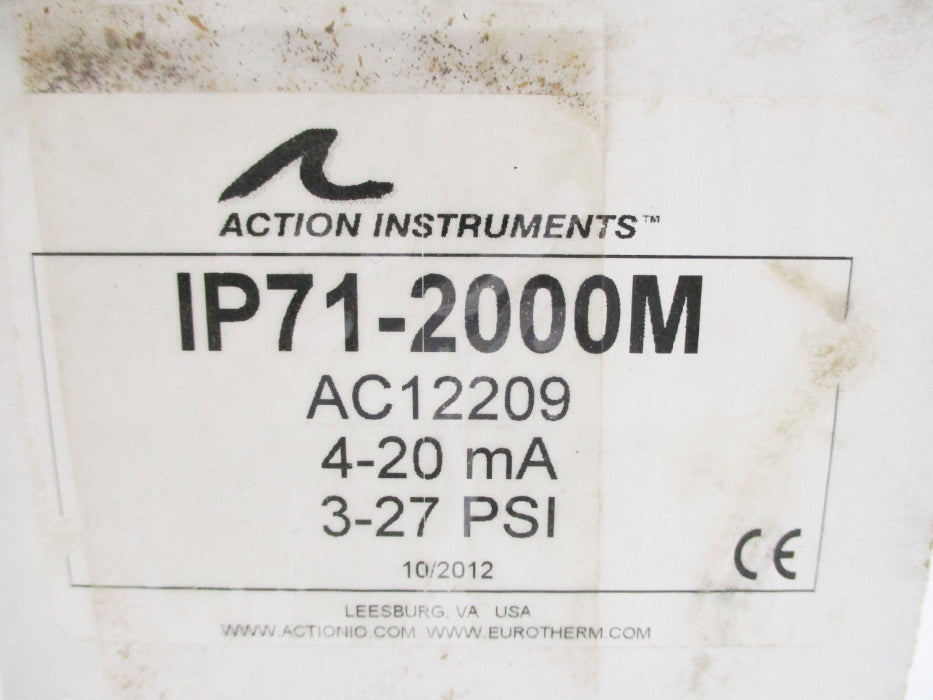 ACTION INSTRUMENTS™
IP71-2000M
AC12209
4-20 mA
3-27 PSI
10/2012
CE
LEESBURG, VA USA
WWW.ACTIONIO.COM WWW.EUROTHERM.COM